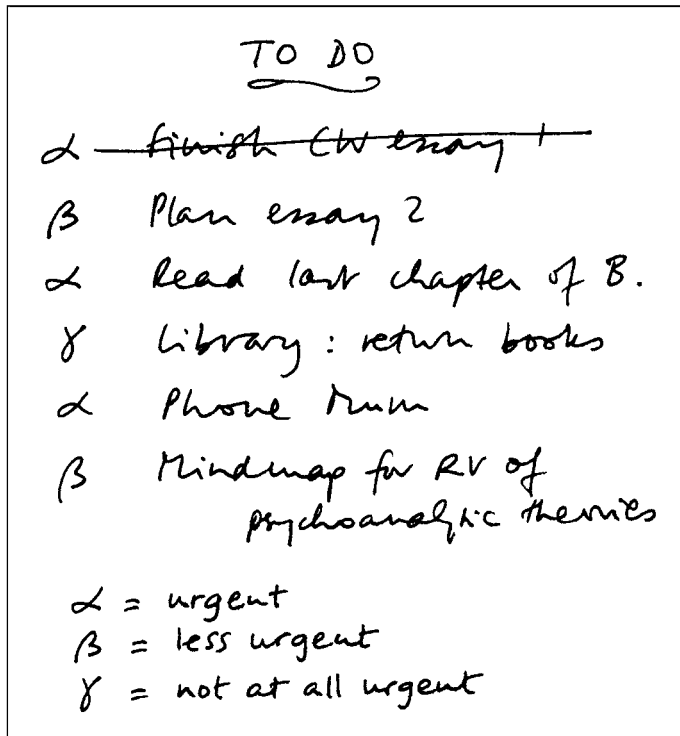 TO DO
α Finish CW essay 1
β Plan essay 2
α Read last chapter of B.
γ Library: return books
α Phone Mum
β Mindmap for RV of
psychoanalytic theories
α = urgent
β = less urgent
γ = not at all urgent